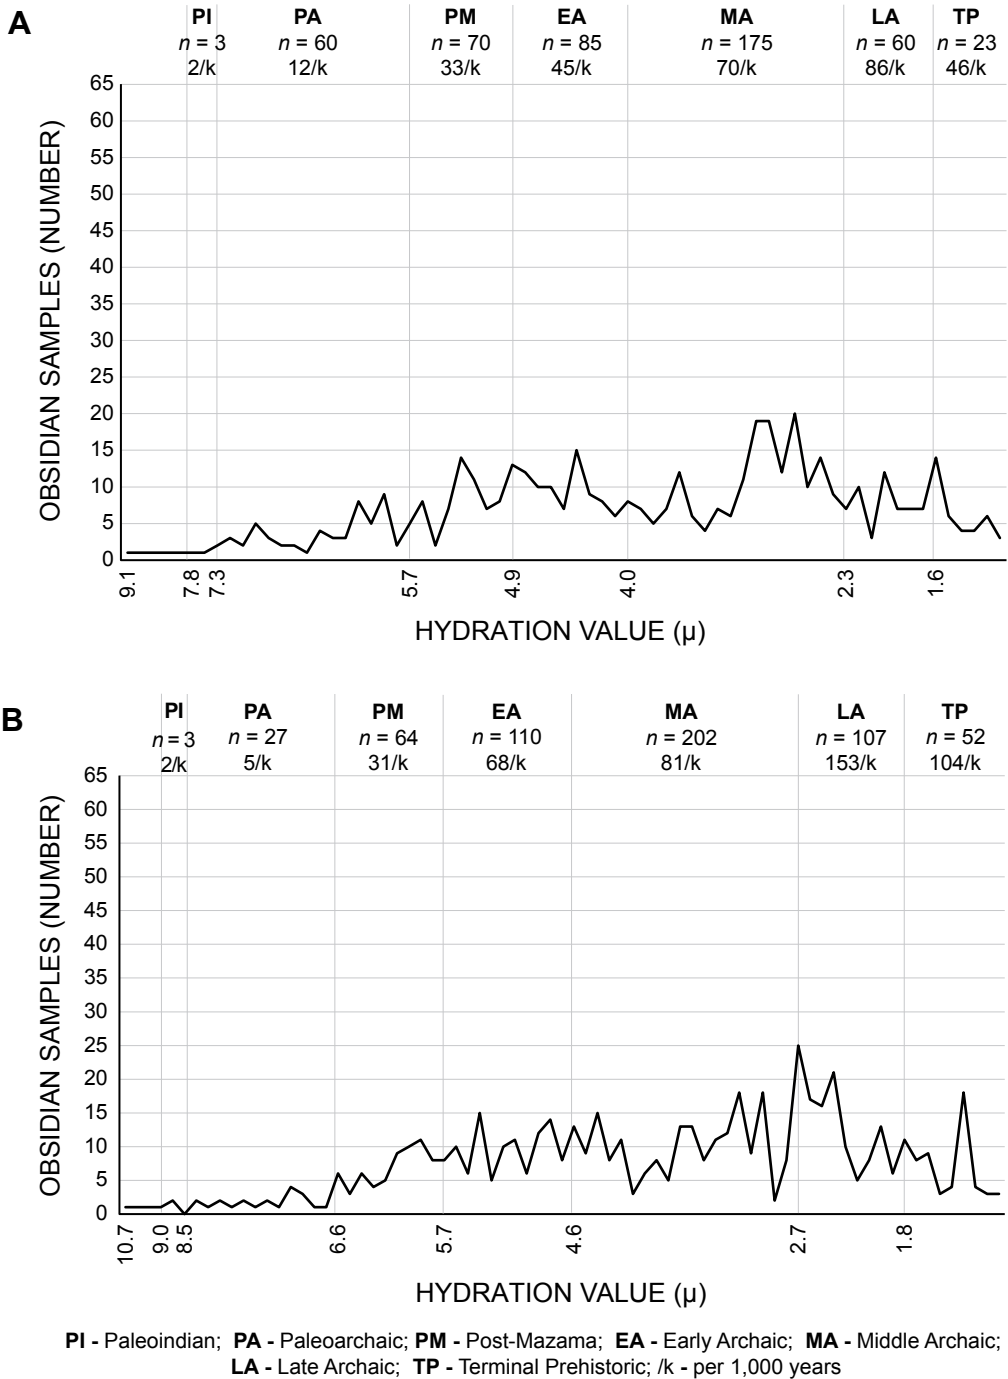 A
PI PA PM EA MA LA TP
n = 3 n = 60 n = 70 n = 85 n = 175 n = 60 n = 23
2/k 12/k 33/k 45/k 70/k 86/k 46/k
OBSIDIAN SAMPLES (NUMBER)
65
60
55
50
45
40
35
30
25
20
15
10
5
0
9.1 7.8 7.3 5.7 4.9 4.0 2.3 1.6
HYDRATION VALUE (µ)
B
PI PA PM EA MA LA TP
n = 3 n = 27 n = 64 n = 110 n = 202 n = 107 n = 52
2/k 5/k 31/k 68/k 81/k 153/k 104/k
OBSIDIAN SAMPLES (NUMBER)
65
60
55
50
45
40
35
30
25
20
15
10
5
0
10.7 9.0 8.5 6.6 5.7 4.6 2.7 1.8
HYDRATION VALUE (µ)
PI - Paleoindian; PA - Paleoarchaic; PM - Post-Mazama; EA - Early Archaic; MA - Middle Archaic;
LA - Late Archaic; TP - Terminal Prehistoric; /k - per 1,000 years